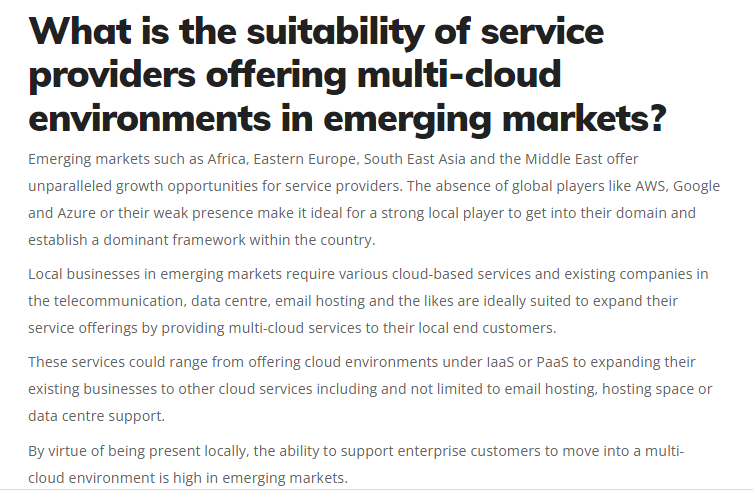 What is the suitability of service
providers offering multi-cloud
environments in emerging markets?
Emerging markets such as Africa, Eastern Europe, South East Asia and the Middle East offer
unparalleled growth opportunities for service providers. The absence of global players like AWS, Google
and Azure or their weak presence make it ideal for a strong local player to get into their domain and
establish a dominant framework within the country.
Local businesses in emerging markets require various cloud-based services and existing companies in
the telecommunication, data centre, email hosting and the likes are ideally suited to expand their
service offerings by providing multi-cloud services to their local end customers.
These services could range from offering cloud environments under IaaS or PaaS to expanding their
existing businesses to other cloud services including and not limited to email hosting, hosting space or
data centre support.
By virtue of being present locally, the ability to support enterprise customers to move into a multi-
cloud environment is high in emerging markets.